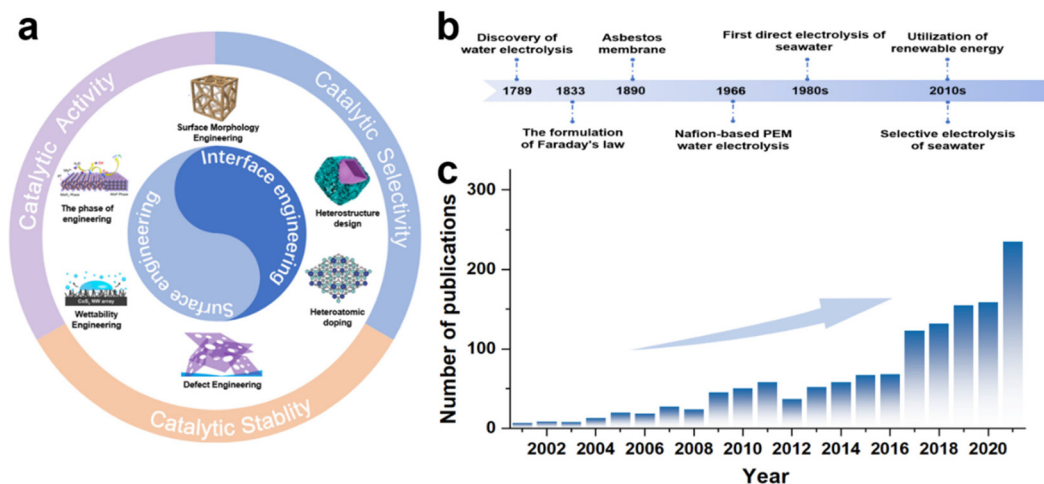 a
Catalytic Activity
Catalytic Selectivity
Catalytic Stablity
Surface Morphology
Engineering
Interface engineering
Surface engineering
The phase of
engineering
Heterostructure
design
CoS₂ NW array
Wettability
Engineering
Heteroatomic
doping
Defect Engineering
b
Discovery of
water electrolysis
Asbestos
membrane
First direct electrolysis of
seawater
Utilization of
renewable energy
1789
1833
1890
1966
1980s
2010s
The formulation
of Faraday's law
Nafion-based PEM
water electrolysis
Selective electrolysis
of seawater
c
Number of publications
300
200
100
0
2002
2004
2006
2008
2010
2012
2014
2016
2018
2020
Year